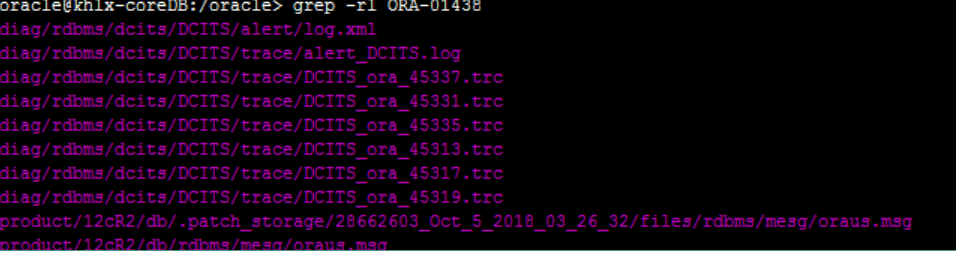 oracle@khlx-coreDB:/oracle> grep -rl ORA-01438
diag/rdbms/dcits/DCITS/alert/log.xml
diag/rdbms/dcits/DCITS/trace/alert_DCITS.log
diag/rdbms/dcits/DCITS/trace/DCITS_ora_45337.trc
diag/rdbms/dcits/DCITS/trace/DCITS_ora_45331.trc
diag/rdbms/dcits/DCITS/trace/DCITS_ora_45335.trc
diag/rdbms/dcits/DCITS/trace/DCITS_ora_45313.trc
diag/rdbms/dcits/DCITS/trace/DCITS_ora_45317.trc
diag/rdbms/dcits/DCITS/trace/DCITS_ora_45319.trc
product/12cR2/db/.patch_storage/28662603_Oct_5_2018_03_26_32/files/rdbms/mesg/oraus.msg
product/12cR2/db/rdbms/mesg/oraus.msg